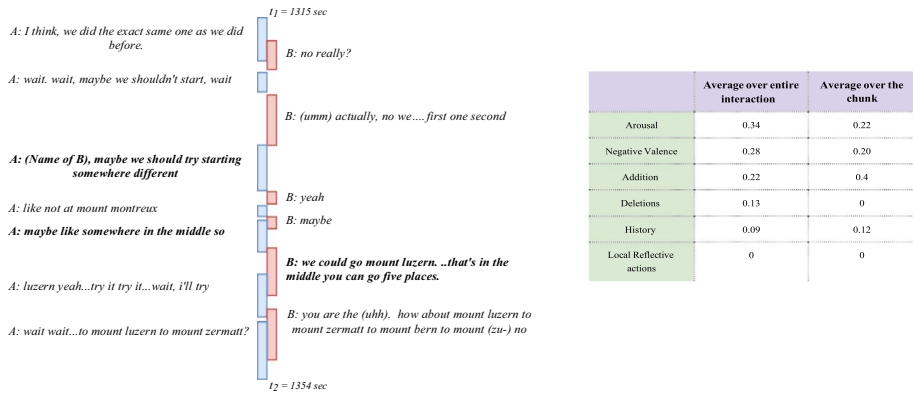 t1 = 1315 sec
A: I think, we did the exact same one as we did
before.
B: no really?
A: wait. wait, maybe we shouldn't start, wait
B: (umm) actually, no we....first one second
A: (Name of B), maybe we should try starting
somewhere different
B: yeah
A: like not at mount montreux
B: maybe
A: maybe like somewhere in the middle so
B: we could go mount luzern. ..that's in the
middle you can go five places.
A: luzern yeah...try it try it...wait, i'll try
B: you are the (uhh).  how about mount luzern to
mount zermatt to mount bern to mount (zu-) no
A: wait wait...to mount luzern to mount zermatt?
t2 = 1354 sec
Average over entire
interaction
Average over the
chunk
Arousal 0.34 0.22
Negative Valence 0.28 0.20
Addition 0.22 0.4
Deletions 0.13 0
History 0.09 0.12
Local Reflective
actions
0 0